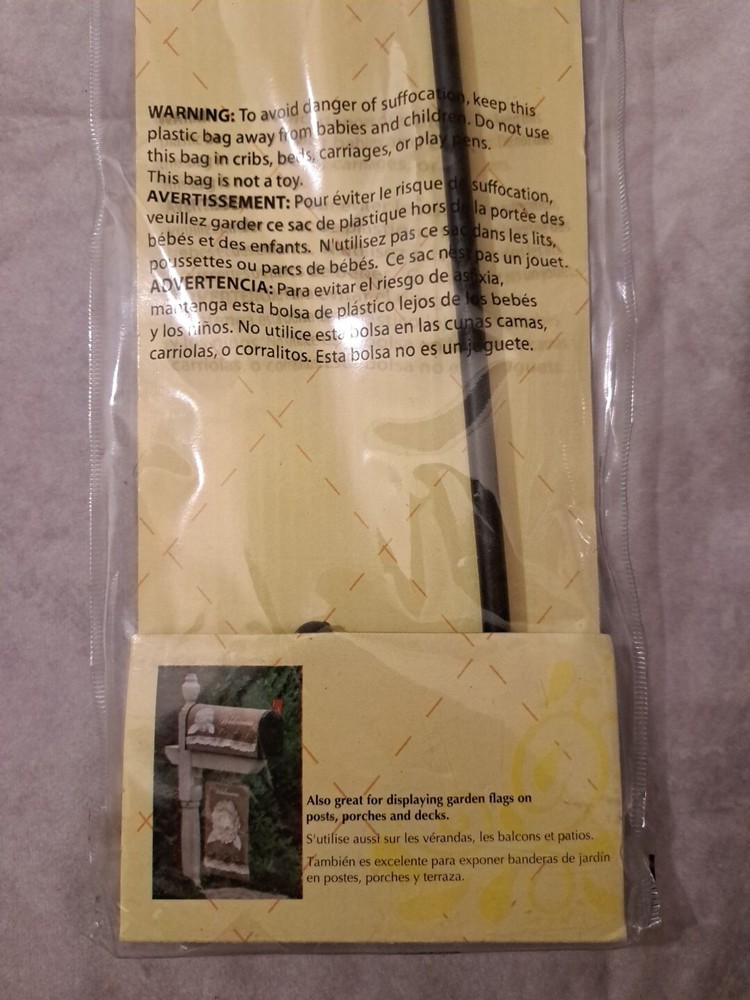 WARNING: To avoid danger of suffocation, keep this
plastic bag away from babies and children. Do not use
this bag in cribs, beds, carriages, or play pens.
This bag is not a toy.
AVERTISSEMENT: Pour éviter le risque de suffocation,
veuillez garder ce sac de plastique hors de la portée des
bébés et des enfants. N'utilisez pas ce sac dans les lits,
poussettes ou parcs de bébés. Ce sac n'est pas un jouet.
ADVERTENCIA: Para evitar el riesgo de asfixia,
mantenga esta bolsa de plástico lejos de los bebés
y los niños. No utilice esta bolsa en las cunas camas,
carriolas, o corralitos. Esta bolsa no es un juguete.
Also great for displaying garden flags on
posts, porches and decks.
S'utilise aussi sur les vérandas, les balcons et patios.
También es excelente para exponer banderas de jardín
en postes, porches y terraza.